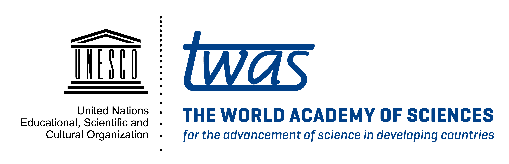 UNESCO
United Nations
Educational, Scientific and
Cultural Organization
twas
THE WORLD ACADEMY OF SCIENCES
for the advancement of science in developing countries